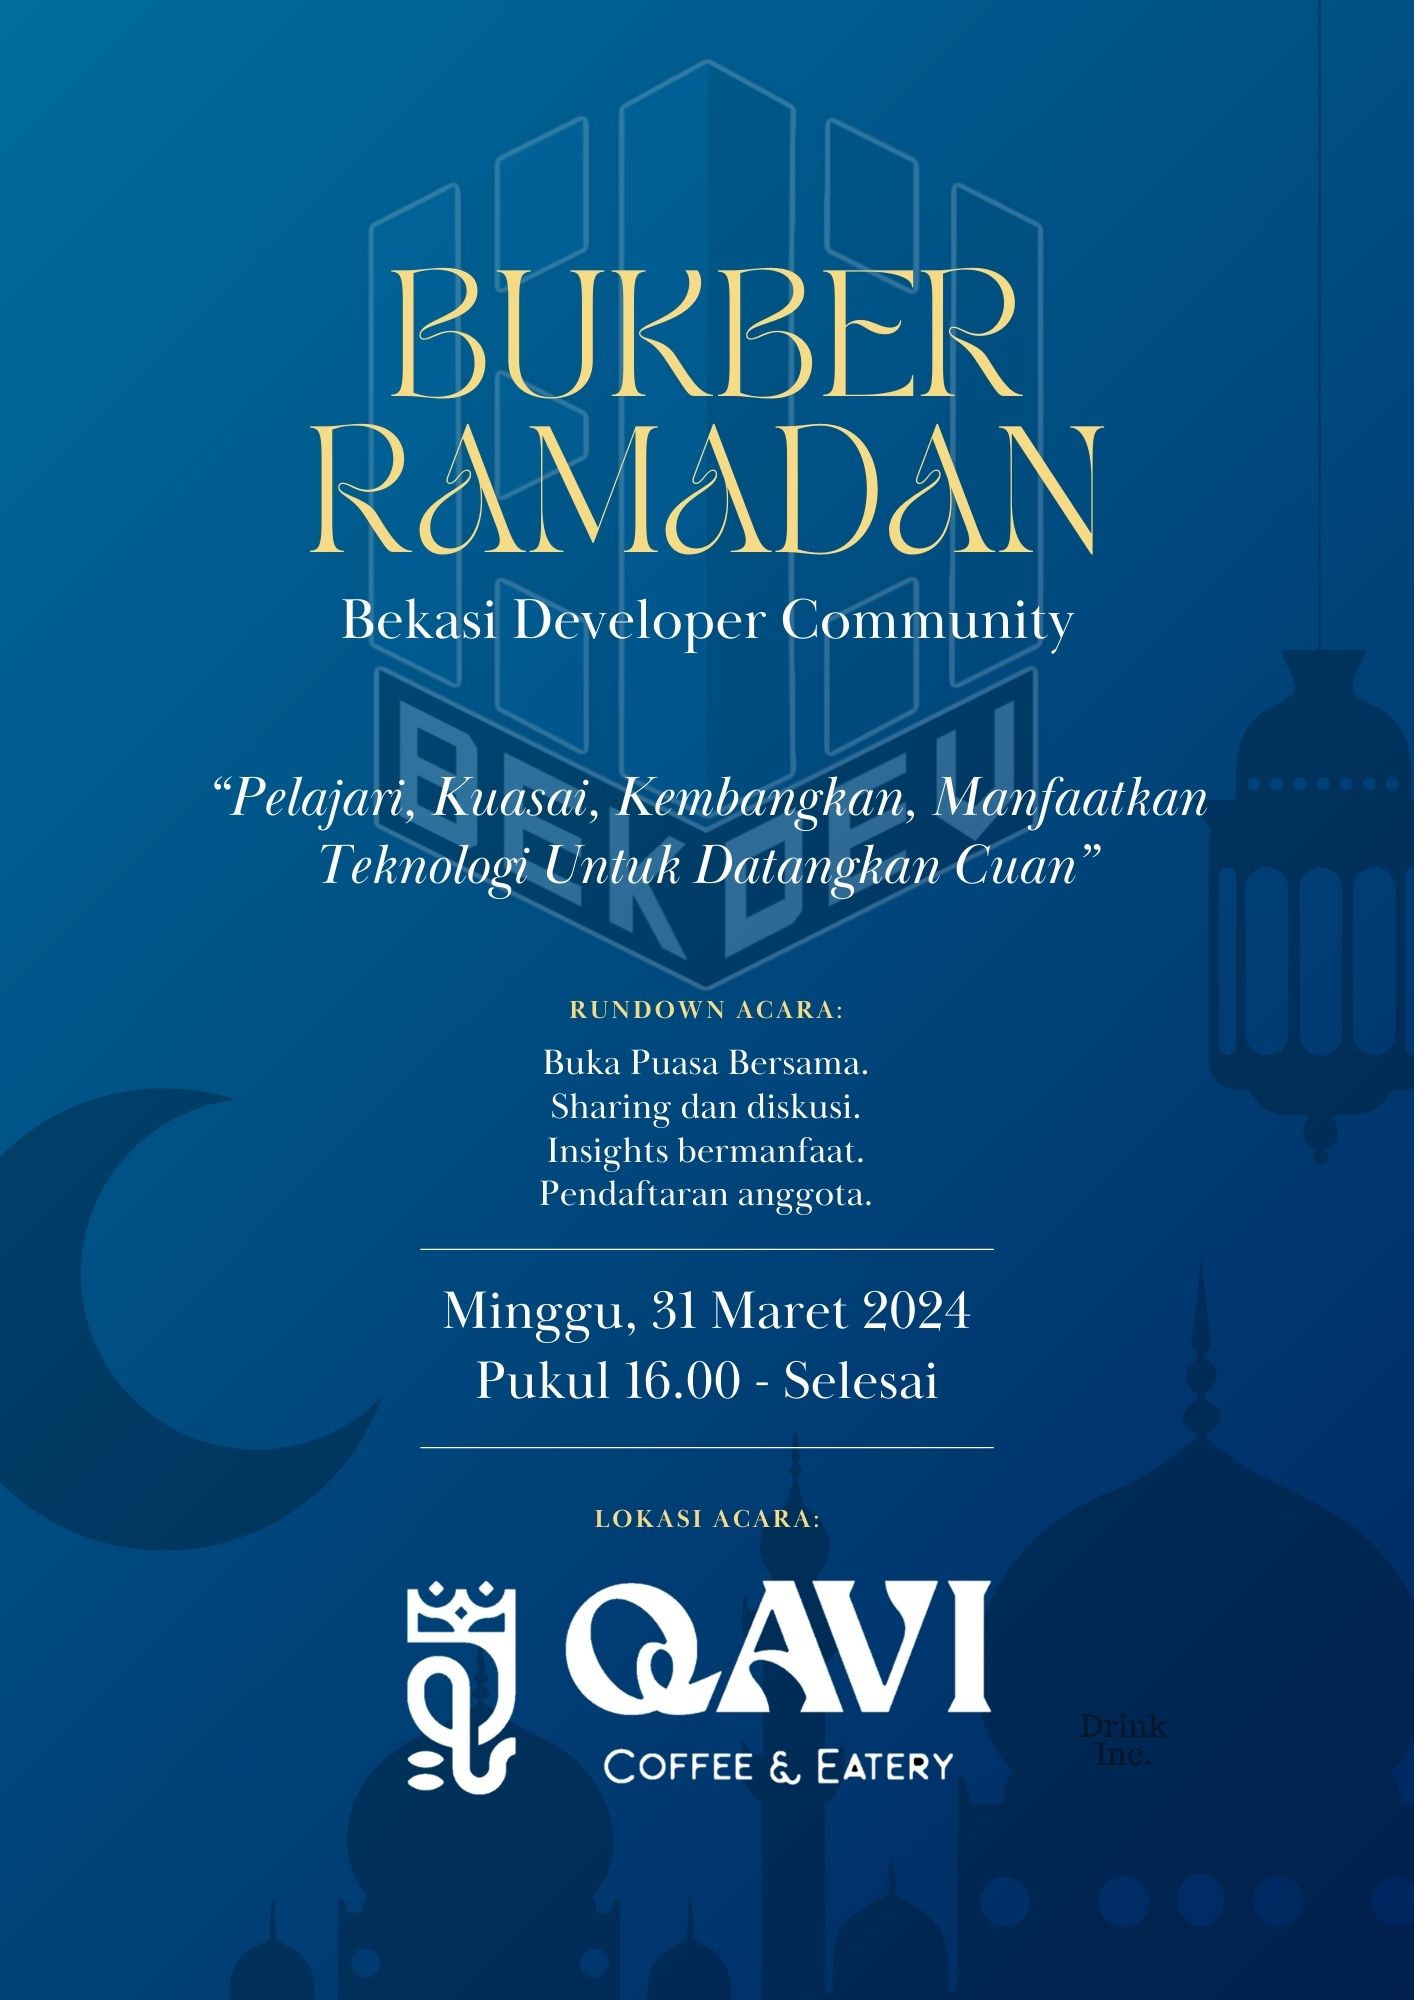 BUKBER
RAMADAN
Bekasi Developer Community
BEKDEV
“Pelajari, Kuasai, Kembangkan, Manfaatkan
Teknologi Untuk Datangkan Cuan”
RUNDOWN ACARA:
Buka Puasa Bersama.
Sharing dan diskusi.
Insights bermanfaat.
Pendaftaran anggota.
Minggu, 31 Maret 2024
Pukul 16.00 - Selesai
LOKASI ACARA:
QAVI
COFFEE & EATERY
Drink
Inc.